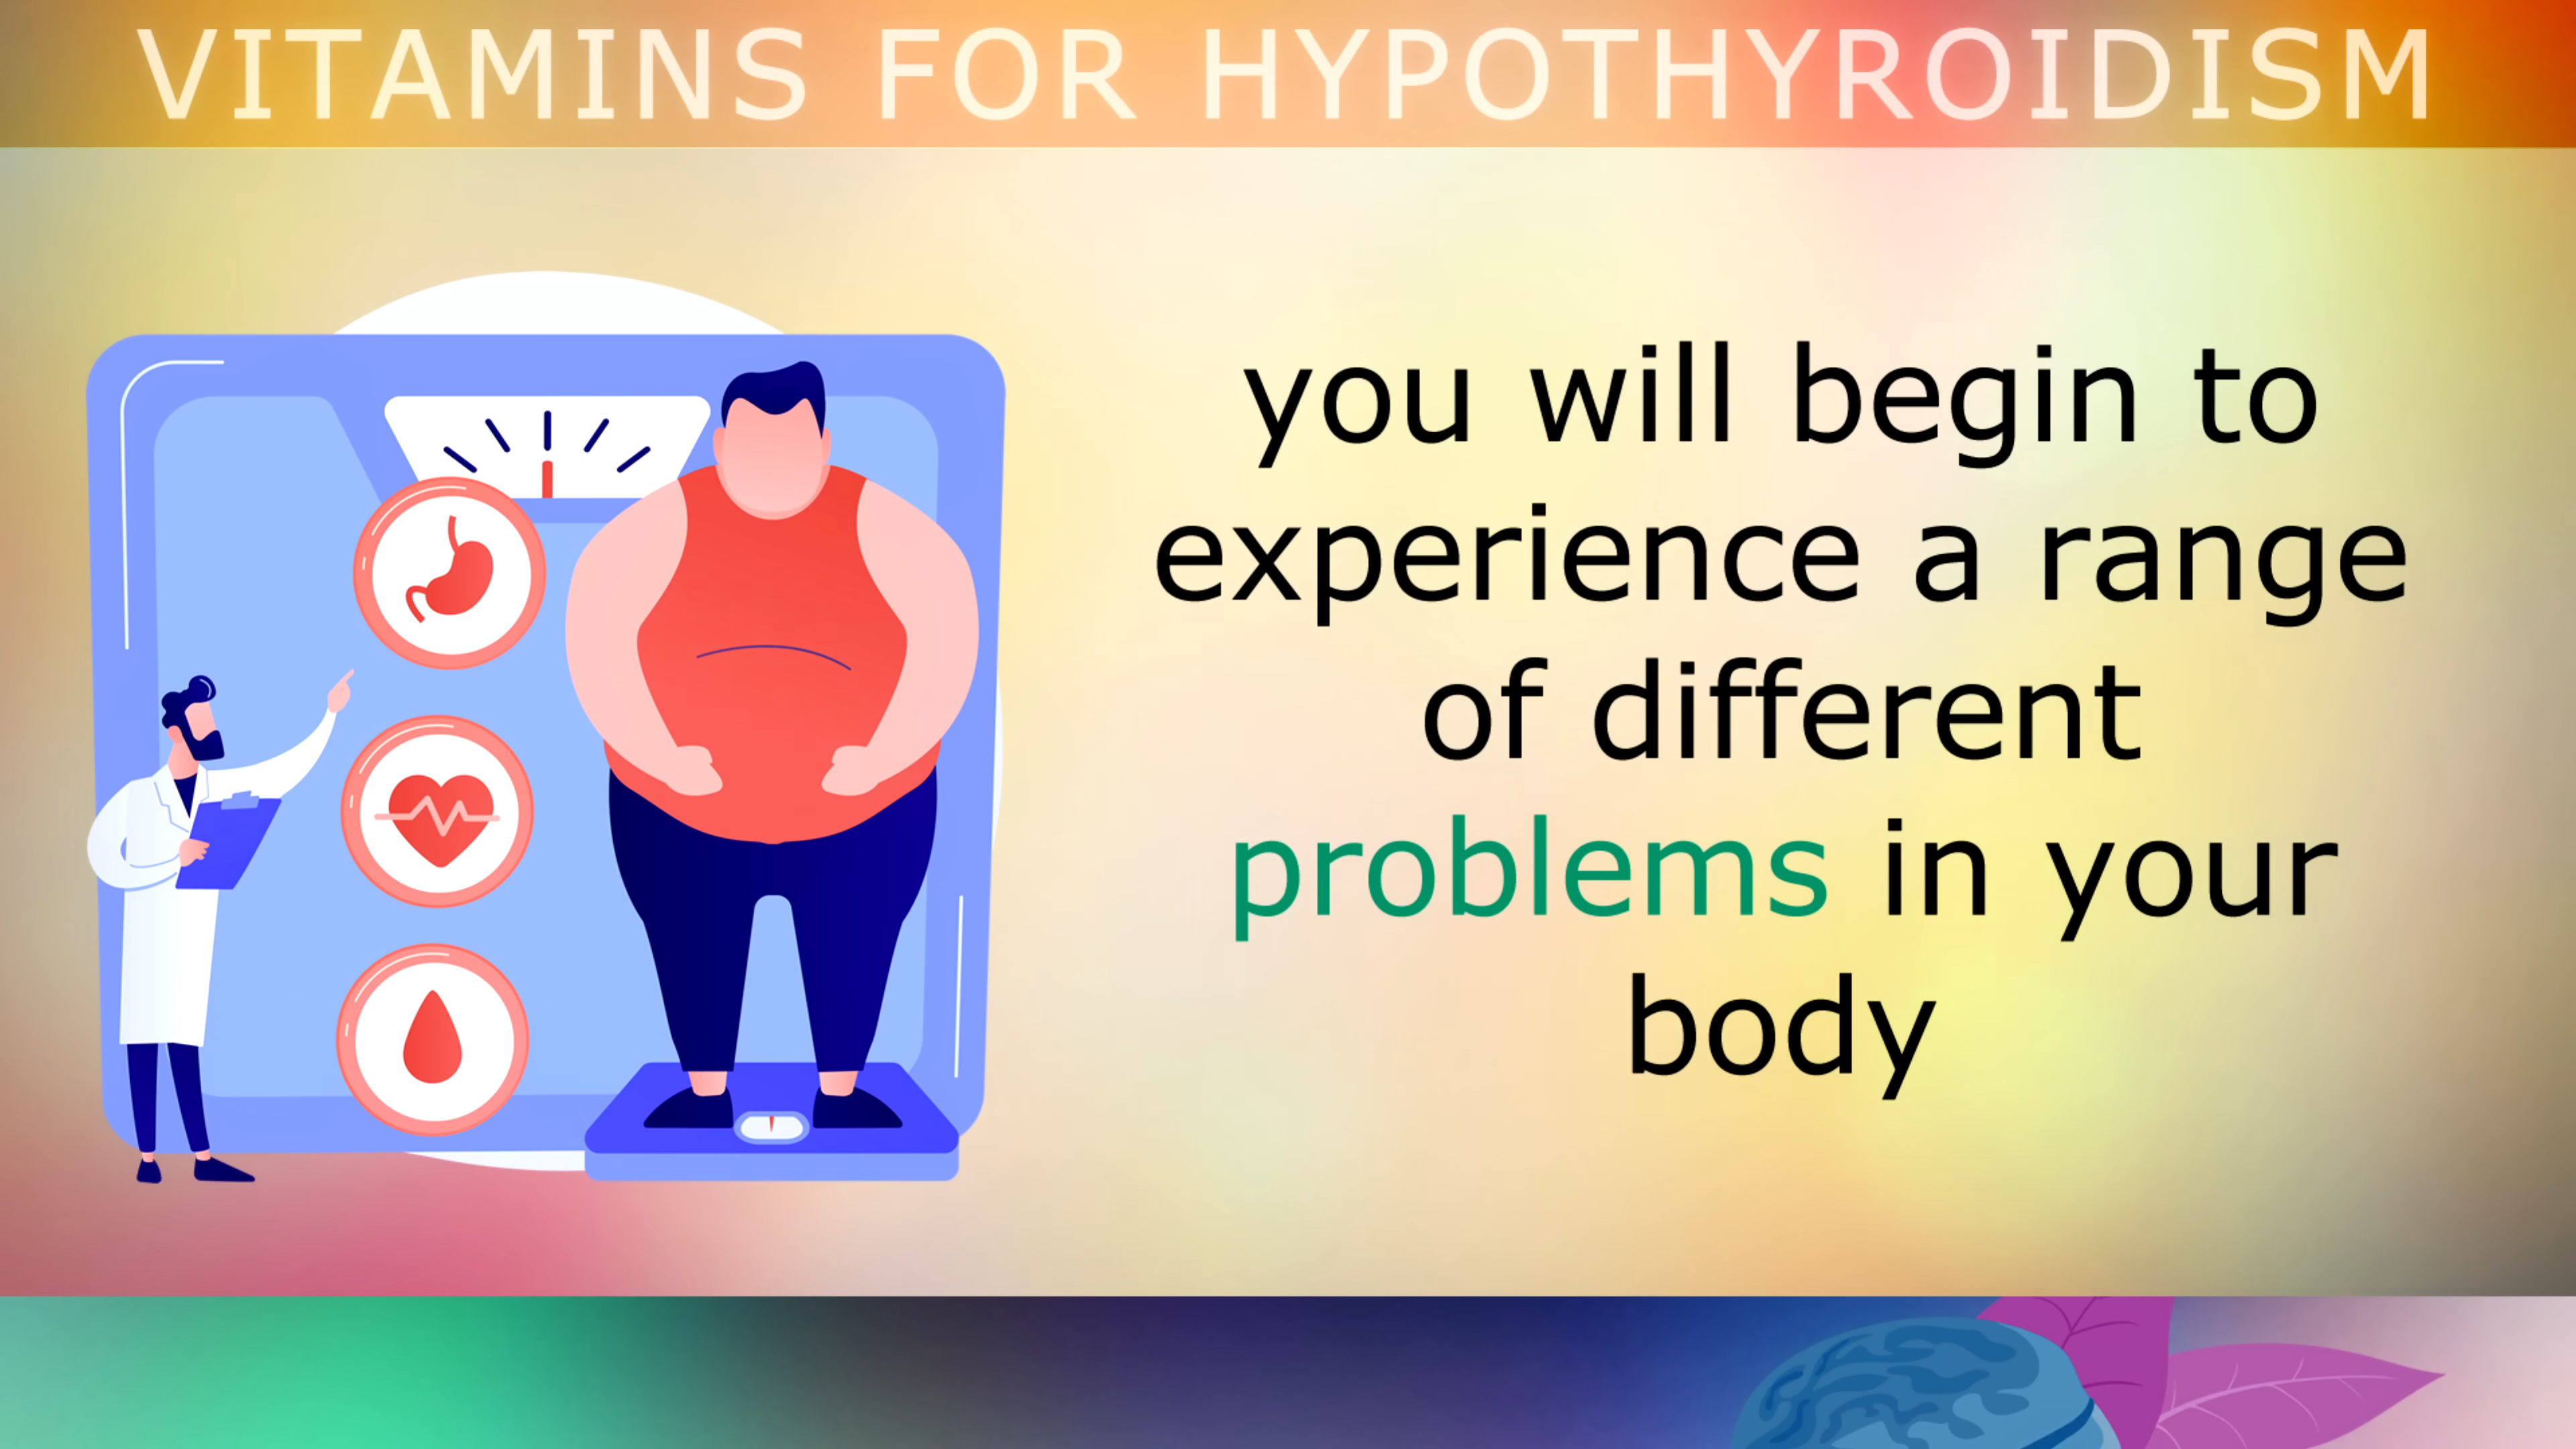 VITAMINS FOR HYPOTHYROIDISM
you will begin to
experience a range
of different
problems in your
body